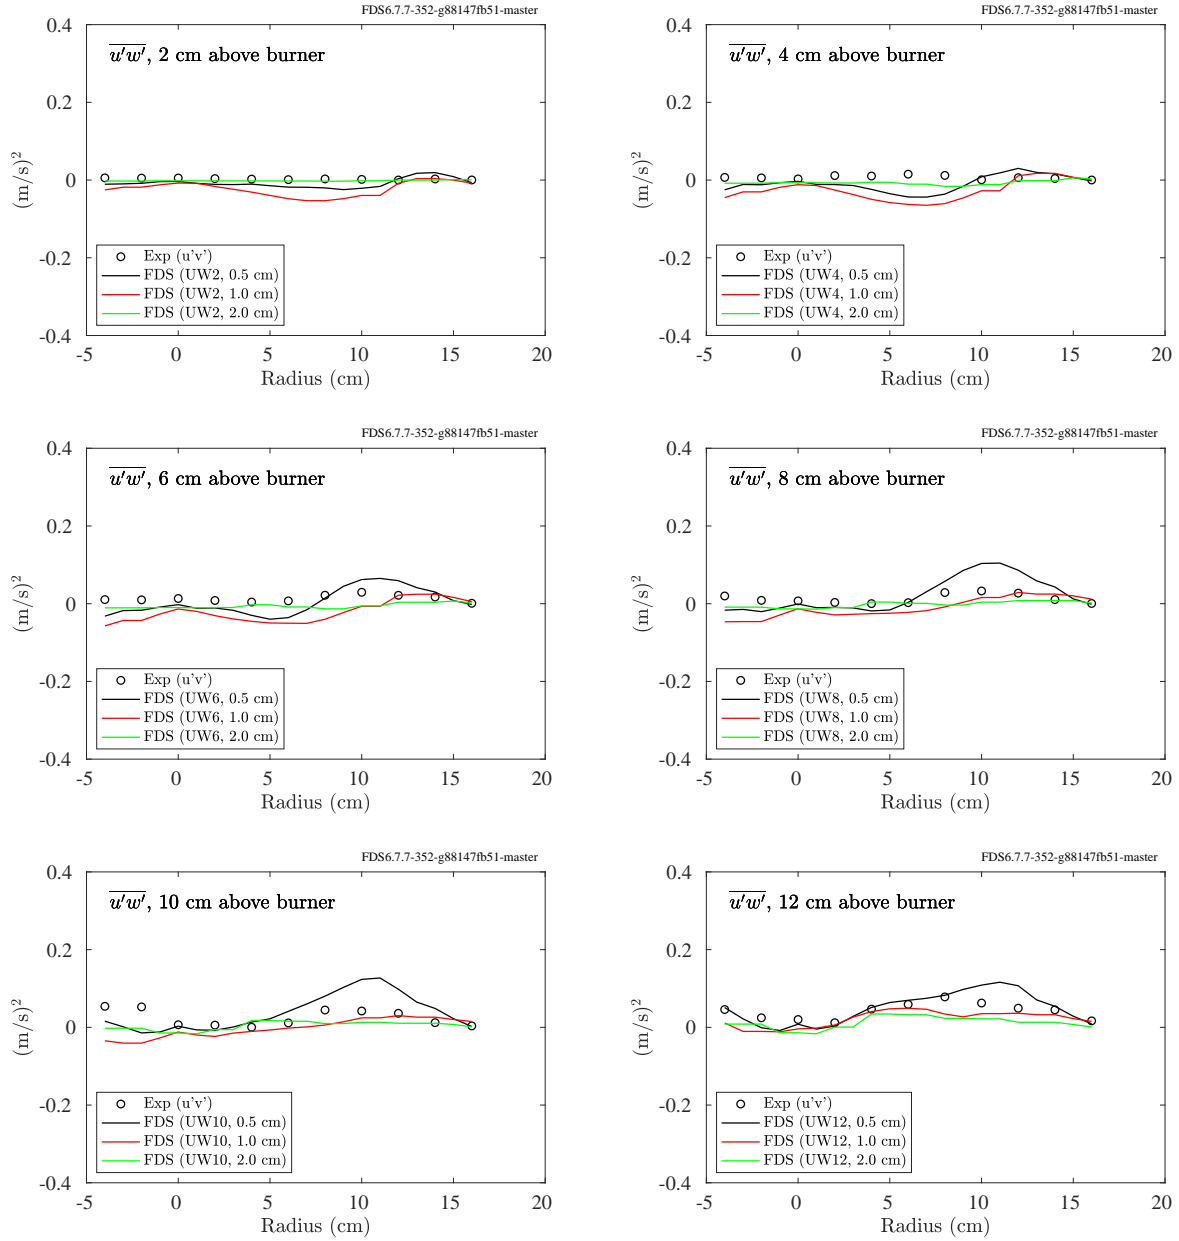 FDS6.7.7-352-g88147fb51-master
u'w', 2 cm above burner
0.4
0.2
0
-0.2
-0.4
(m/s)²
Exp (u'v')
FDS (UW2, 0.5 cm)
FDS (UW2, 1.0 cm)
FDS (UW2, 2.0 cm)
-5 0 5 10 15 20
Radius (cm)
FDS6.7.7-352-g88147fb51-master
u'w', 4 cm above burner
0.4
0.2
0
-0.2
-0.4
(m/s)²
Exp (u'v')
FDS (UW4, 0.5 cm)
FDS (UW4, 1.0 cm)
FDS (UW4, 2.0 cm)
-5 0 5 10 15 20
Radius (cm)
FDS6.7.7-352-g88147fb51-master
u'w', 6 cm above burner
0.4
0.2
0
-0.2
-0.4
(m/s)²
Exp (u'v')
FDS (UW6, 0.5 cm)
FDS (UW6, 1.0 cm)
FDS (UW6, 2.0 cm)
-5 0 5 10 15 20
Radius (cm)
FDS6.7.7-352-g88147fb51-master
u'w', 8 cm above burner
0.4
0.2
0
-0.2
-0.4
(m/s)²
Exp (u'v')
FDS (UW8, 0.5 cm)
FDS (UW8, 1.0 cm)
FDS (UW8, 2.0 cm)
-5 0 5 10 15 20
Radius (cm)
FDS6.7.7-352-g88147fb51-master
u'w', 10 cm above burner
0.4
0.2
0
-0.2
-0.4
(m/s)²
Exp (u'v')
FDS (UW10, 0.5 cm)
FDS (UW10, 1.0 cm)
FDS (UW10, 2.0 cm)
-5 0 5 10 15 20
Radius (cm)
FDS6.7.7-352-g88147fb51-master
u'w', 12 cm above burner
0.4
0.2
0
-0.2
-0.4
(m/s)²
Exp (u'v')
FDS (UW12, 0.5 cm)
FDS (UW12, 1.0 cm)
FDS (UW12, 2.0 cm)
-5 0 5 10 15 20
Radius (cm)